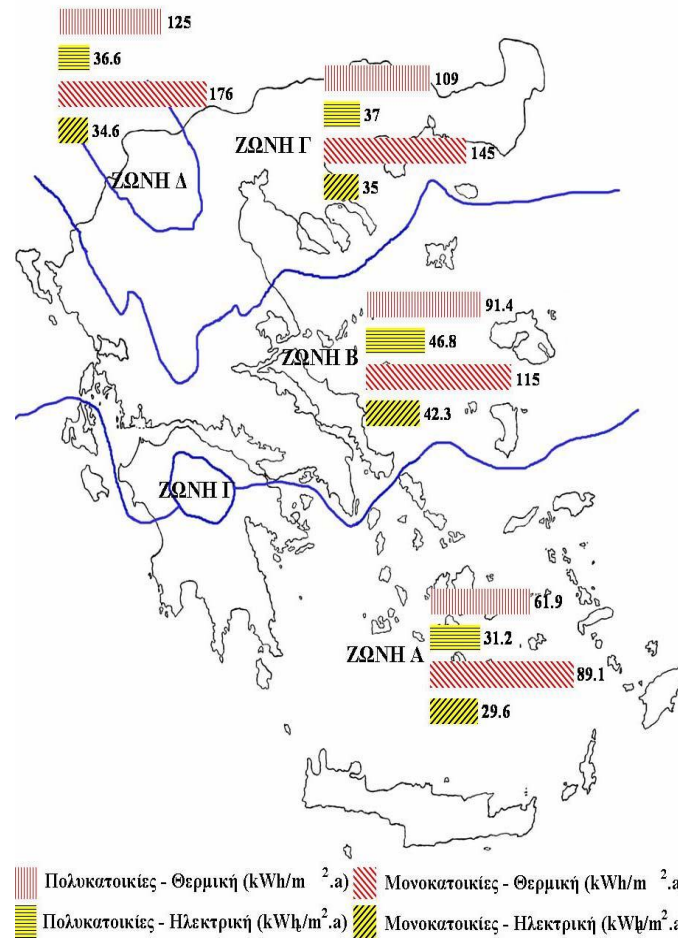 125
36.6
176
34.6
ΖΩΝΗ Δ
109
37
145
35
ΖΩΝΗ Γ
91.4
46.8
115
42.3
ΖΩΝΗ Β
ΖΩΝΗ Γ
61.9
31.2
89.1
29.6
ΖΩΝΗ Α
Πολυκατοικίες - Θερμική (kWh/m².a)
Μονοκατοικίες - Θερμική (kWh/m².a)
Πολυκατοικίες - Ηλεκτρική (kWhₑ/m².a)
Μονοκατοικίες - Ηλεκτρική (kWhₑ/m².a)